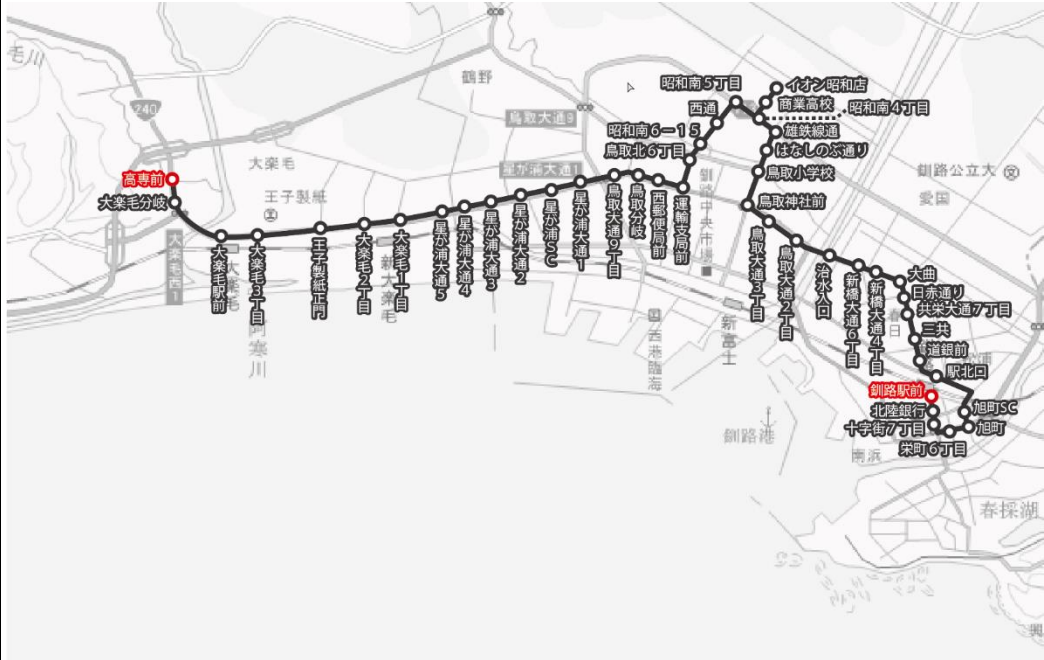 毛川
240
鶴野
昭和南5丁目
イオン昭和店
商業高校
昭和南4丁目
西通
鳥取大通9
昭和南6-15
雄鉄線通
鳥取北6丁目
はなしのぶ通り
大楽毛
星が浦大通1
鳥取小学校
釧路公立大
愛国
高専前
王子製紙
釧路中央市場
大楽毛分岐
鳥取神社前
大楽毛西1
大楽毛
大楽毛駅前
大楽毛3丁目
王子製紙正門
大楽毛2丁目
新大楽毛
大楽毛1丁目
星が浦大通5
星が浦大通4
星が浦大通3
星が浦大通2
星が浦SC
星が浦大通1
鳥取大通9丁目
鳥取分岐
西郵便局前
運輸支局前
鳥取大通3丁目
鳥取大通2丁目
治水入口
新橋大通6丁目
新橋大通4丁目
大曲
日赤通り
共栄大通7丁目
春日
三共
道銀前
駅北口
阿寒川
西港臨海
新富士
釧路駅前
北陸銀行
旭町SC
十字街7丁目
旭町
栄町6丁目
釧路港
南浜
春採湖
興